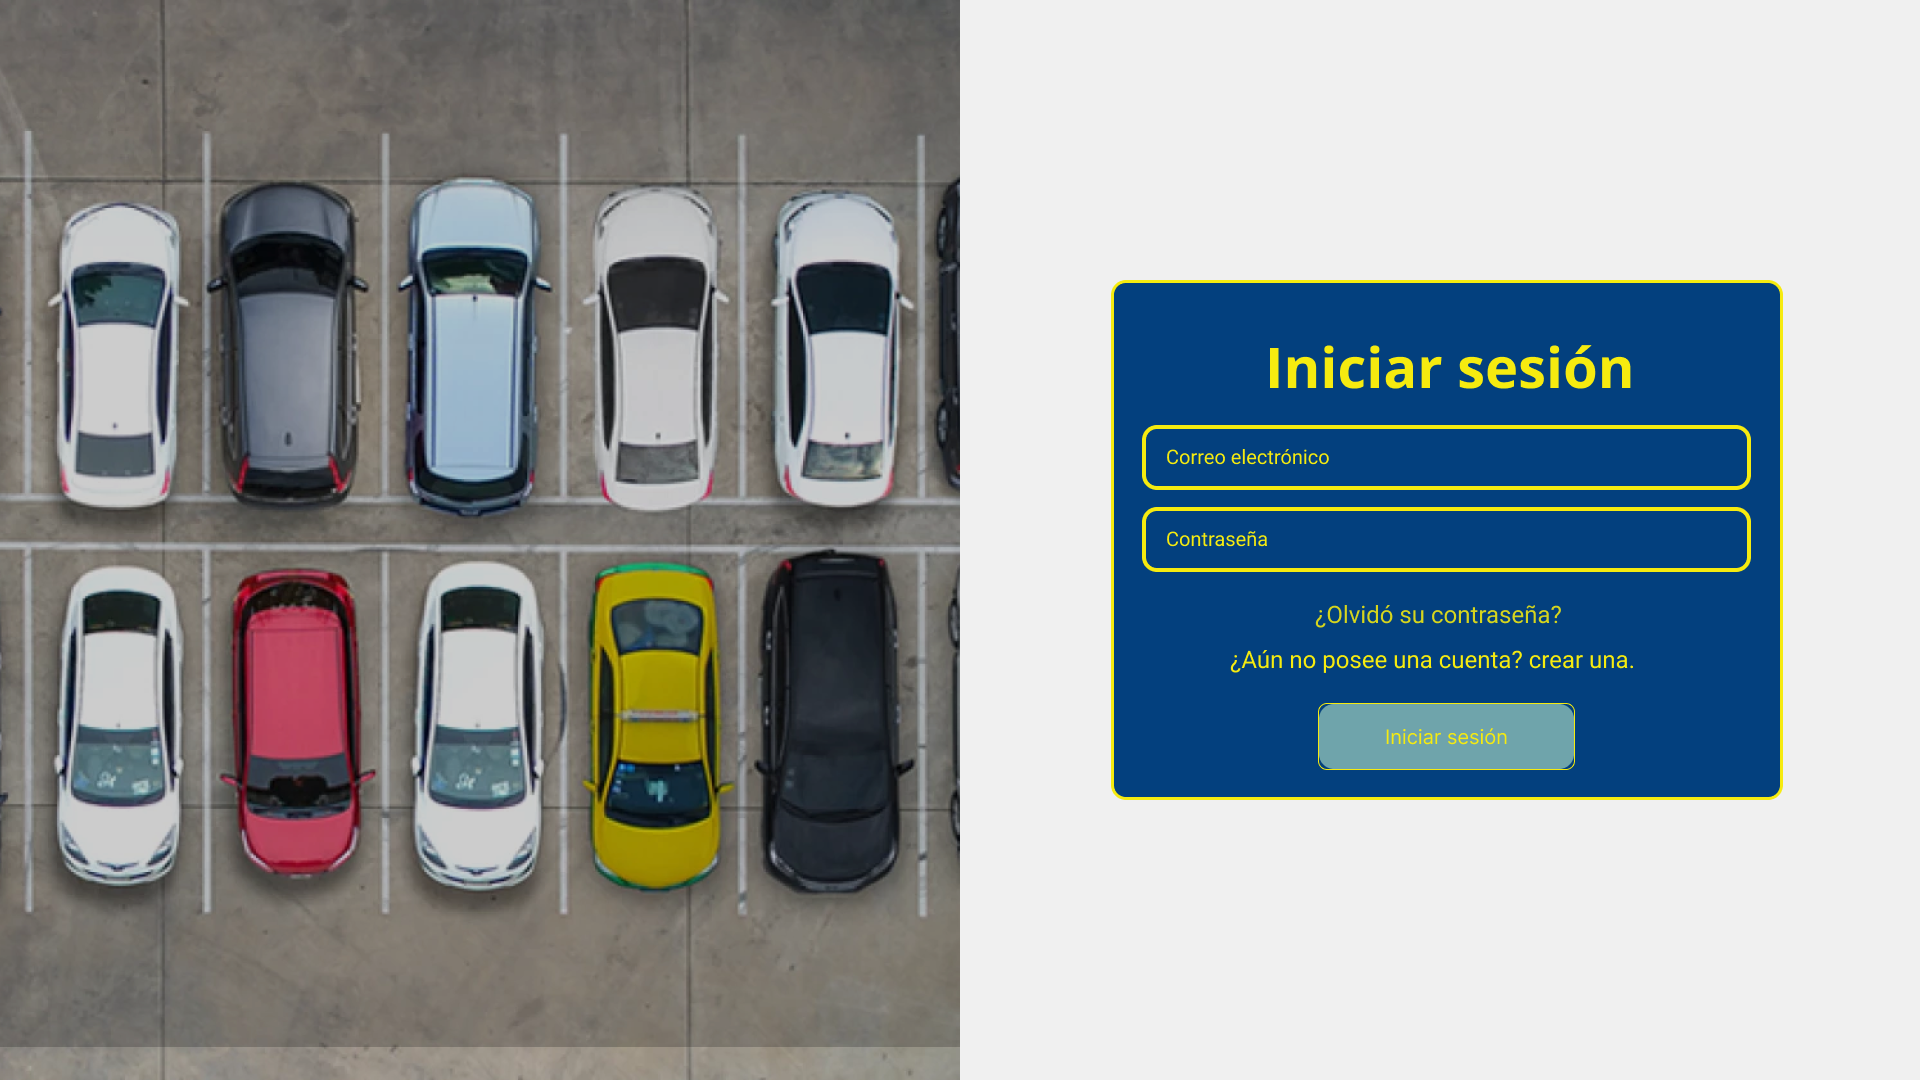 Iniciar sesión
Correo electrónico
Contraseña
¿Olvidó su contraseña?
¿Aún no posee una cuenta? crear una.
Iniciar sesión